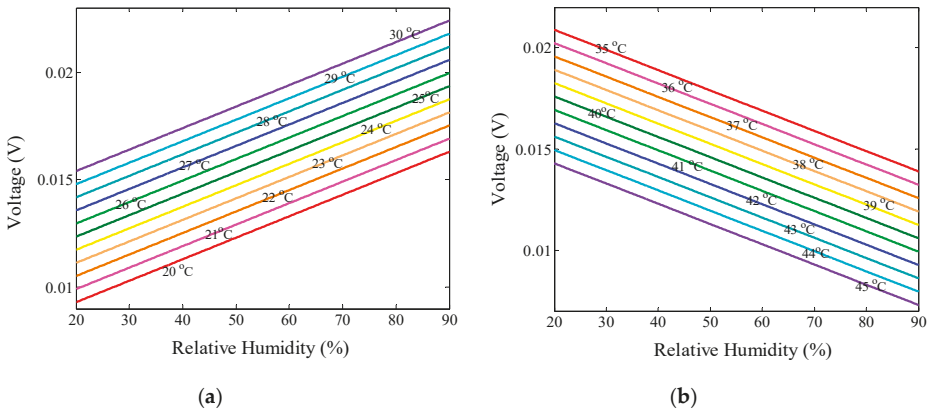 30 °C
29 °C
28 °C
25 °C
24 °C
27 °C
23 °C
26 °C
22 °C
21 °C
20 °C
0.02
0.015
0.01
Voltage (V)
20 30 40 50 60 70 80 90
Relative Humidity (%)
(a)
35 °C
36 °C
37 °C
40 °C
38 °C
41 °C
39 °C
42 °C
43 °C
44 °C
45 °C
0.02
0.015
0.01
Voltage (V)
20 30 40 50 60 70 80 90
Relative Humidity (%)
(b)